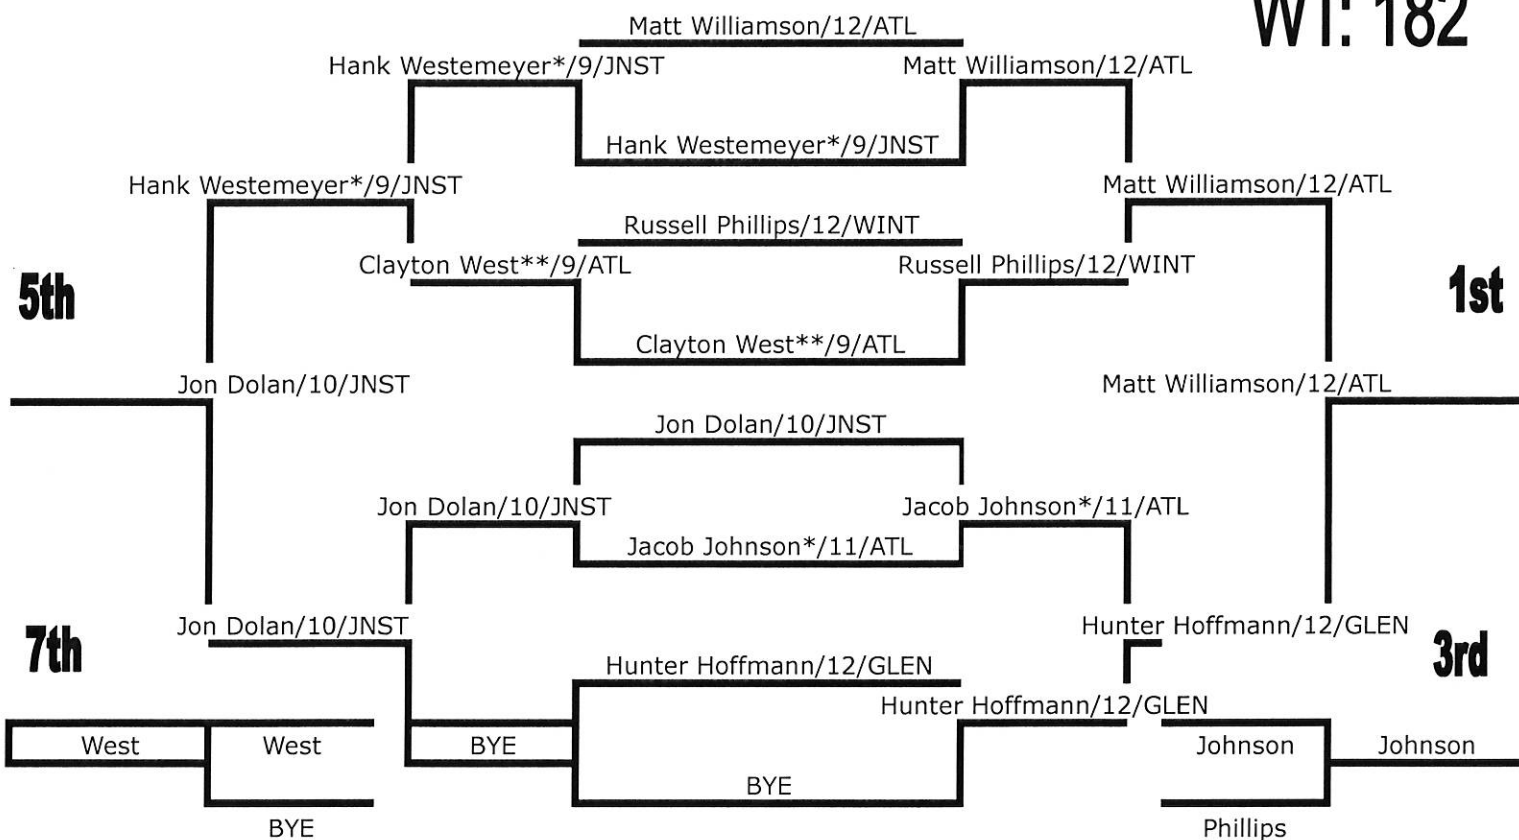 WT: 182
Matt Williamson/12/ATL
Hank Westemeyer*/9/JNST
Matt Williamson/12/ATL
Hank Westemeyer*/9/JNST
Hank Westemeyer*/9/JNST
Matt Williamson/12/ATL
Russell Phillips/12/WINT
Clayton West**/9/ATL
Russell Phillips/12/WINT
5th
1st
Clayton West**/9/ATL
Jon Dolan/10/JNST
Matt Williamson/12/ATL
Jon Dolan/10/JNST
Jon Dolan/10/JNST
Jacob Johnson*/11/ATL
Jacob Johnson*/11/ATL
Jon Dolan/10/JNST
Hunter Hoffmann/12/GLEN
7th
3rd
Hunter Hoffmann/12/GLEN
Hunter Hoffmann/12/GLEN
West
West
BYE
Johnson
Johnson
BYE
BYE
Phillips